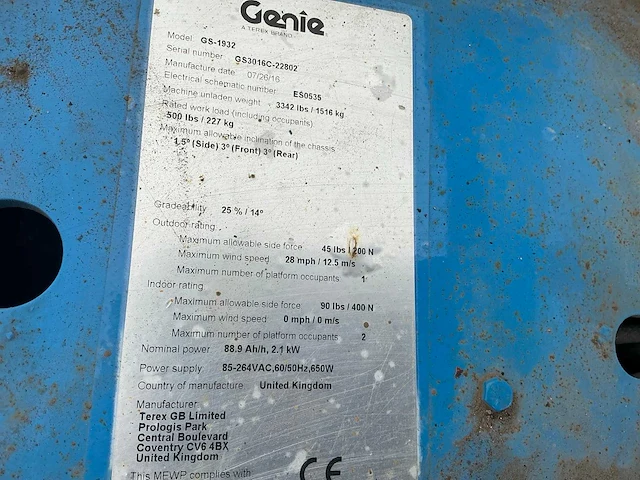 Genie
A TEREX BRAND
Model GS-1932
Serial number GS3016C-22802
Manufacture date 07/26/16
Electrical schematic number ES0535
Machine unladen weight 3342 lbs / 1516 kg
Rated work load (including occupants)
500 lbs / 227 kg
Maximum allowable inclination of the chassis
1.5° (Side) 3° (Front) 3° (Rear)
Gradeability 25 % / 14°
Outdoor rating
Maximum allowable side force 45 lbs / 200 N
Maximum wind speed 28 mph / 12.5 m/s
Maximum number of platform occupants 1
Indoor rating
Maximum allowable side force 90 lbs / 400 N
Maximum wind speed 0 mph / 0 m/s
Maximum number of platform occupants 2
Nominal power 88.9 Ah/h, 2.1 kW
Power supply 85-264VAC,60/50Hz,650W
Country of manufacture United Kingdom
Manufacturer
Terex GB Limited
Prologis Park
Central Boulevard
Coventry CV6 4BX
United Kingdom
This MEWP complies with CE